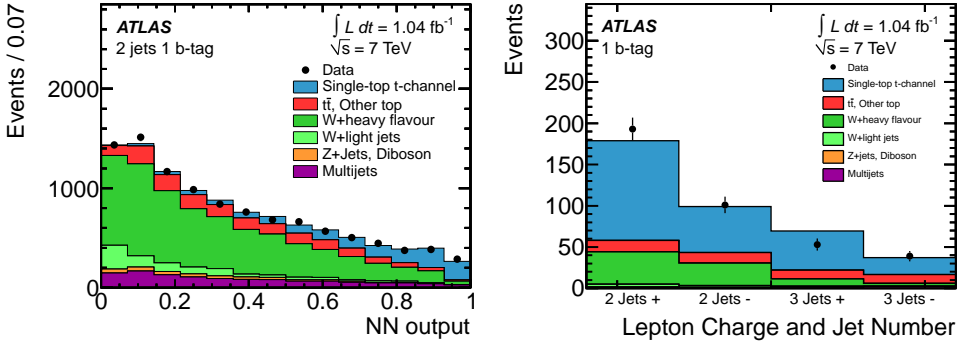 ATLAS
∫ L dt = 1.04 fb⁻¹
2 jets 1 b-tag
√s = 7 TeV
Data
Single-top t-channel
tt̄, Other top
W+heavy flavour
W+light jets
Z+Jets, Diboson
Multijets
Events / 0.07
2000
1000
0
0 0.2 0.4 0.6 0.8 1
NN output
ATLAS
∫ L dt = 1.04 fb⁻¹
1 b-tag
√s = 7 TeV
Data
Single-top t-channel
tt̄, Other top
W+heavy flavour
W+light jets
Z+jets, Diboson
Multijets
Events
300
250
200
150
100
50
0
2 Jets + 2 Jets - 3 Jets + 3 Jets -
Lepton Charge and Jet Number